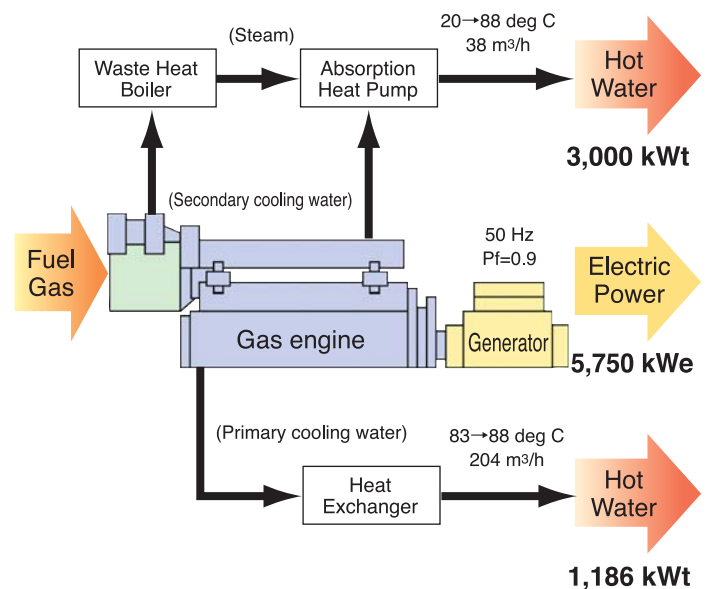 (Steam)
20→88 deg C
38 m³/h
Waste Heat
Boiler
Absorption
Heat Pump
Hot
Water
3,000 kWt
(Secondary cooling water)
Fuel
Gas
50 Hz
Pf=0.9
Electric
Power
Gas engine
Generator
5,750 kWe
(Primary cooling water)
83→88 deg C
204 m³/h
Heat
Exchanger
Hot
Water
1,186 kWt